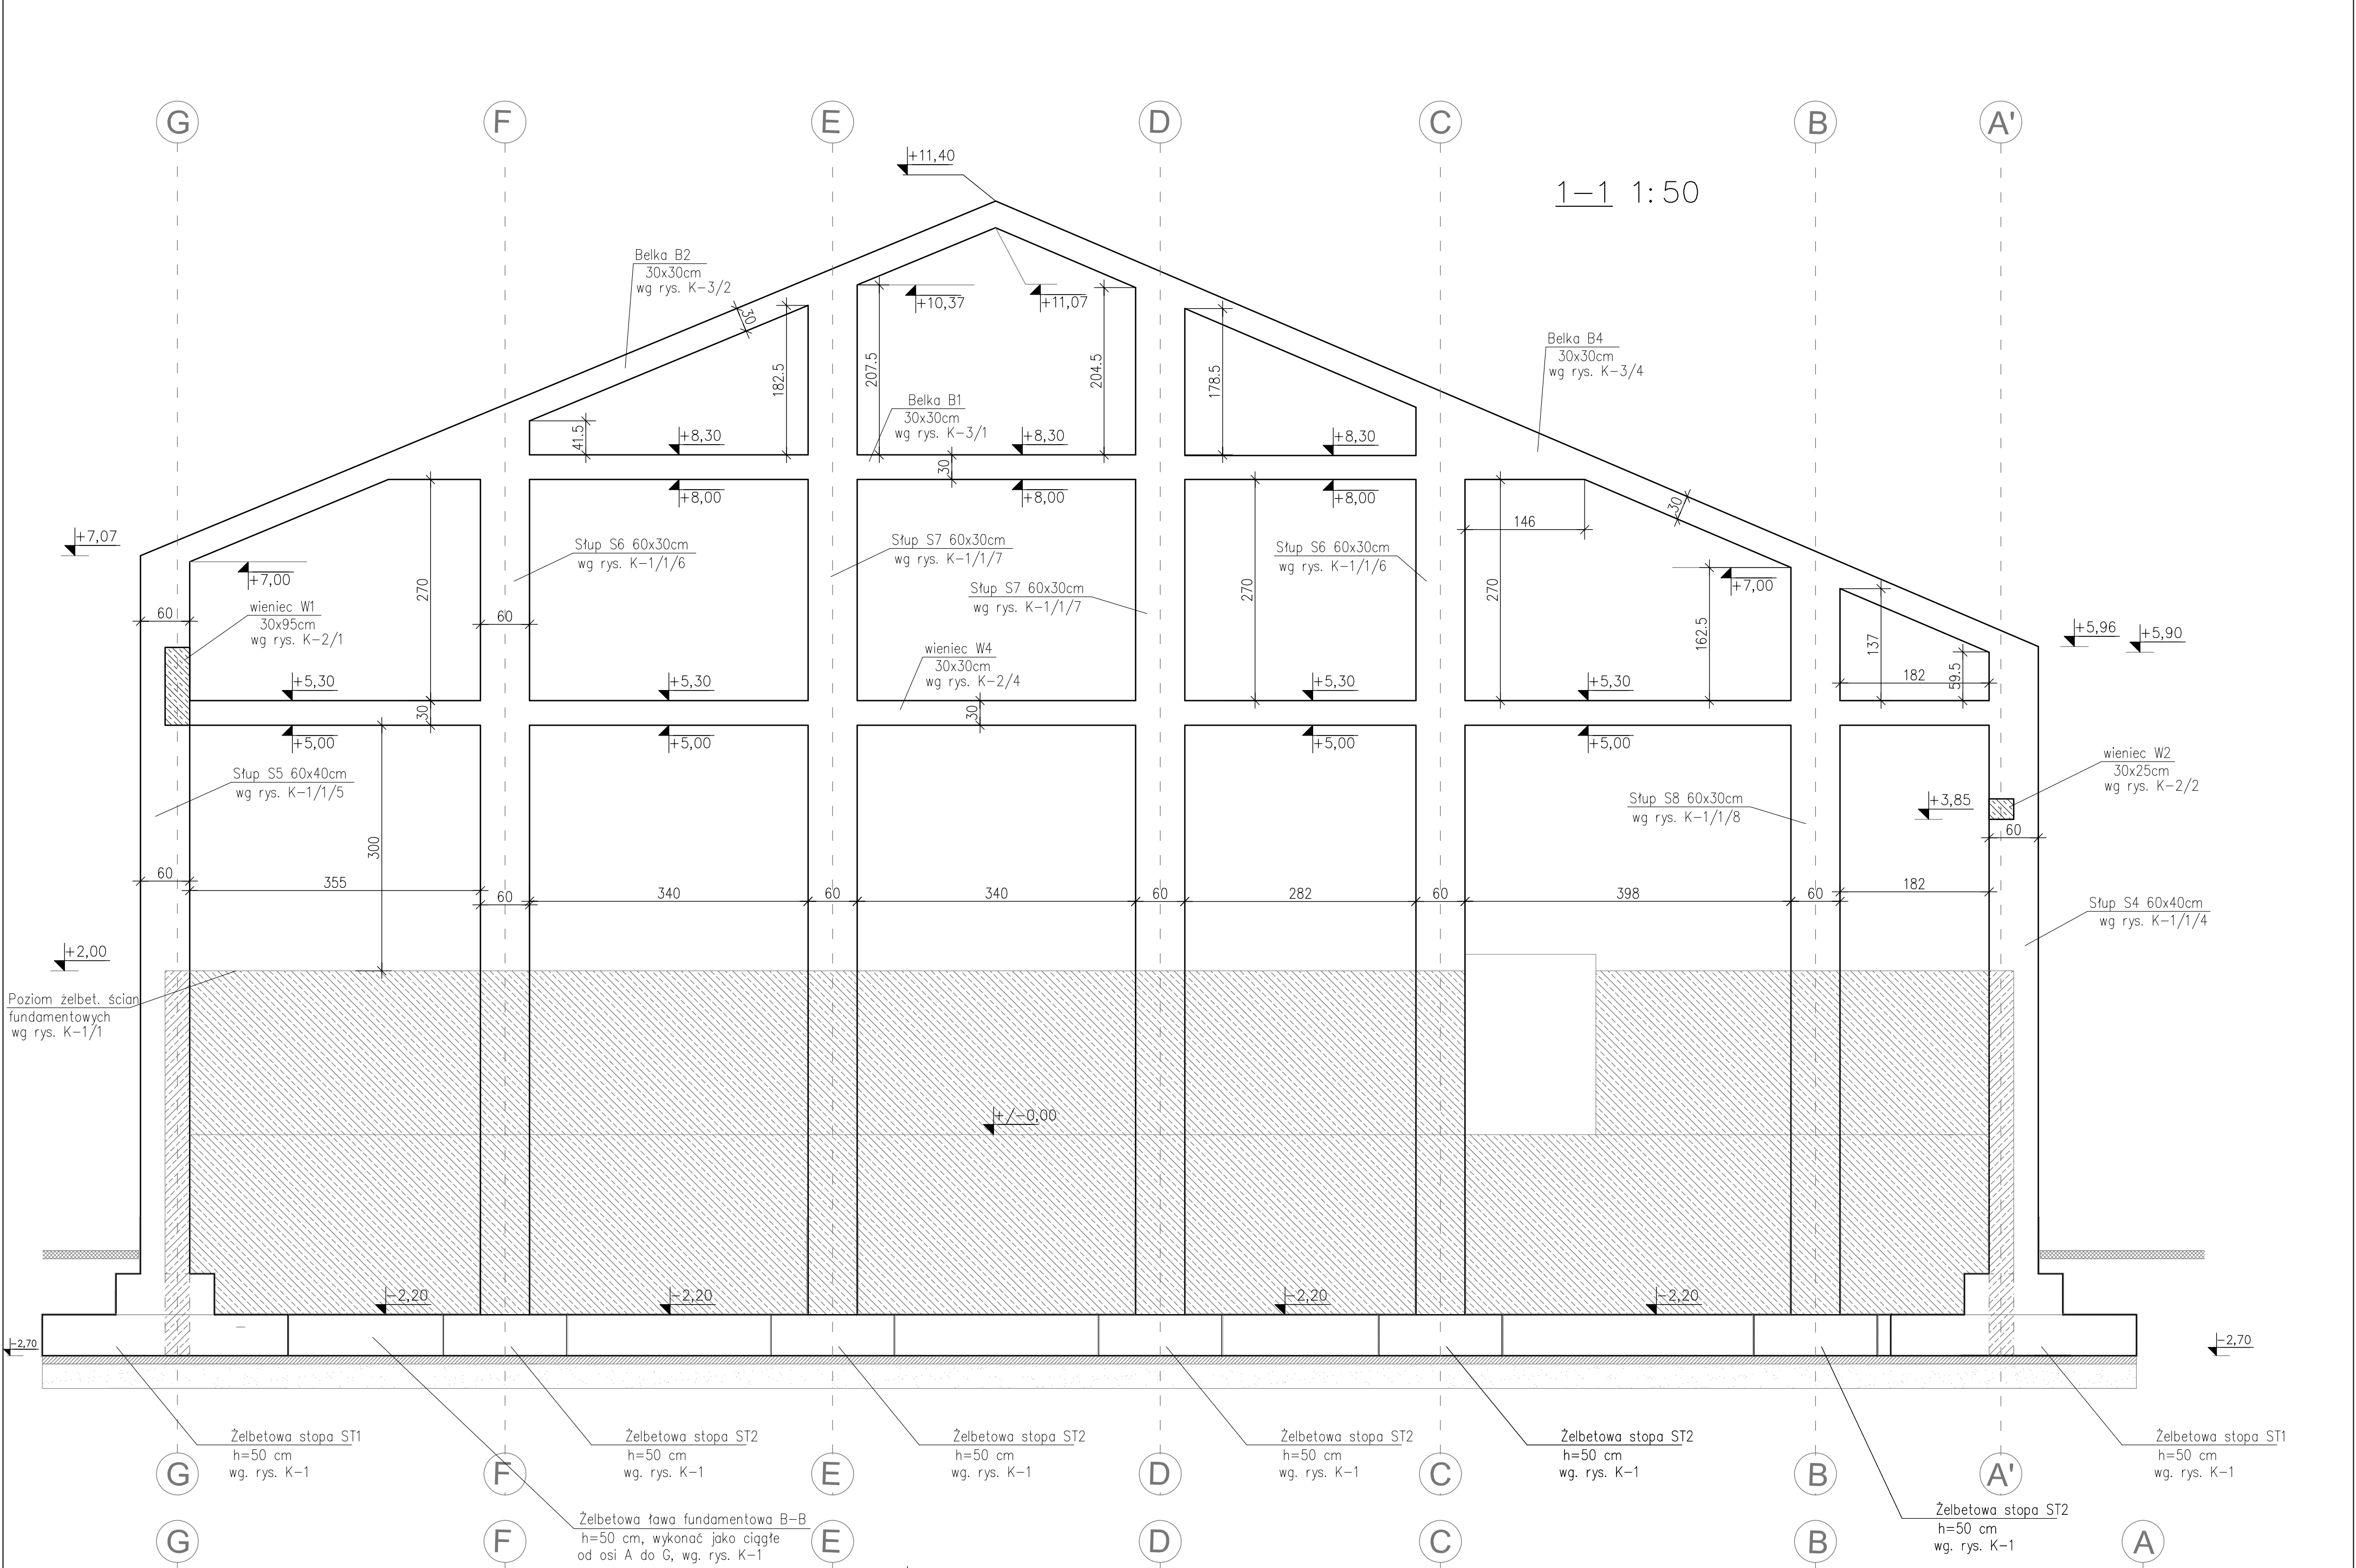 G F E D C B A'
+11,40
1-1 1:50
Belka B2
30x30cm
wg rys. K-3/2
30
182.5
207.5
+10,37
+11,07
204.5
178.5
Belka B4
30x30cm
wg rys. K-3/4
Belka B1
30x30cm
wg rys. K-3/1
41.5
+8,30
+8,30
+8,30
30
+8,00
+8,00
+8,00
30
146
+7,07
Słup S6 60x30cm
wg rys. K-1/1/6
Słup S7 60x30cm
wg rys. K-1/1/7
Słup S6 60x30cm
wg rys. K-1/1/6
+7,00
270
Słup S7 60x30cm
wg rys. K-1/1/7
270
270
+7,00
60
wieniec W1
30x95cm
wg rys. K-2/1
60
162.5
137
+5,96
+5,90
wieniec W4
30x30cm
wg rys. K-2/4
182
59.5
+5,30
+5,30
+5,30
+5,30
30
30
+5,00
+5,00
+5,00
+5,00
wieniec W2
30x25cm
wg rys. K-2/2
Słup S5 60x40cm
wg rys. K-1/1/5
Słup S8 60x30cm
wg rys. K-1/1/8
+3,85
300
60
60
355
60
340
60
340
60
282
60
398
60
182
Słup S4 60x40cm
wg rys. K-1/1/4
+2,00
Poziom żelbet. ścian
fundamentowych
wg rys. K-1/1
+/-0,00
-2,20
-2,20
-2,20
-2,20
-2,70
-2,70
Żelbetowa stopa ST1
h=50 cm
wg. rys. K-1
Żelbetowa stopa ST2
h=50 cm
wg. rys. K-1
Żelbetowa stopa ST2
h=50 cm
wg. rys. K-1
Żelbetowa stopa ST2
h=50 cm
wg. rys. K-1
Żelbetowa stopa ST2
h=50 cm
wg. rys. K-1
Żelbetowa stopa ST1
h=50 cm
wg. rys. K-1
G F E D C B A'
Żelbetowa ława fundamentowa B-B
h=50 cm, wykonać jako ciągłe
od osi A do G, wg. rys. K-1
Żelbetowa stopa ST2
h=50 cm
wg. rys. K-1
G F E D C B A